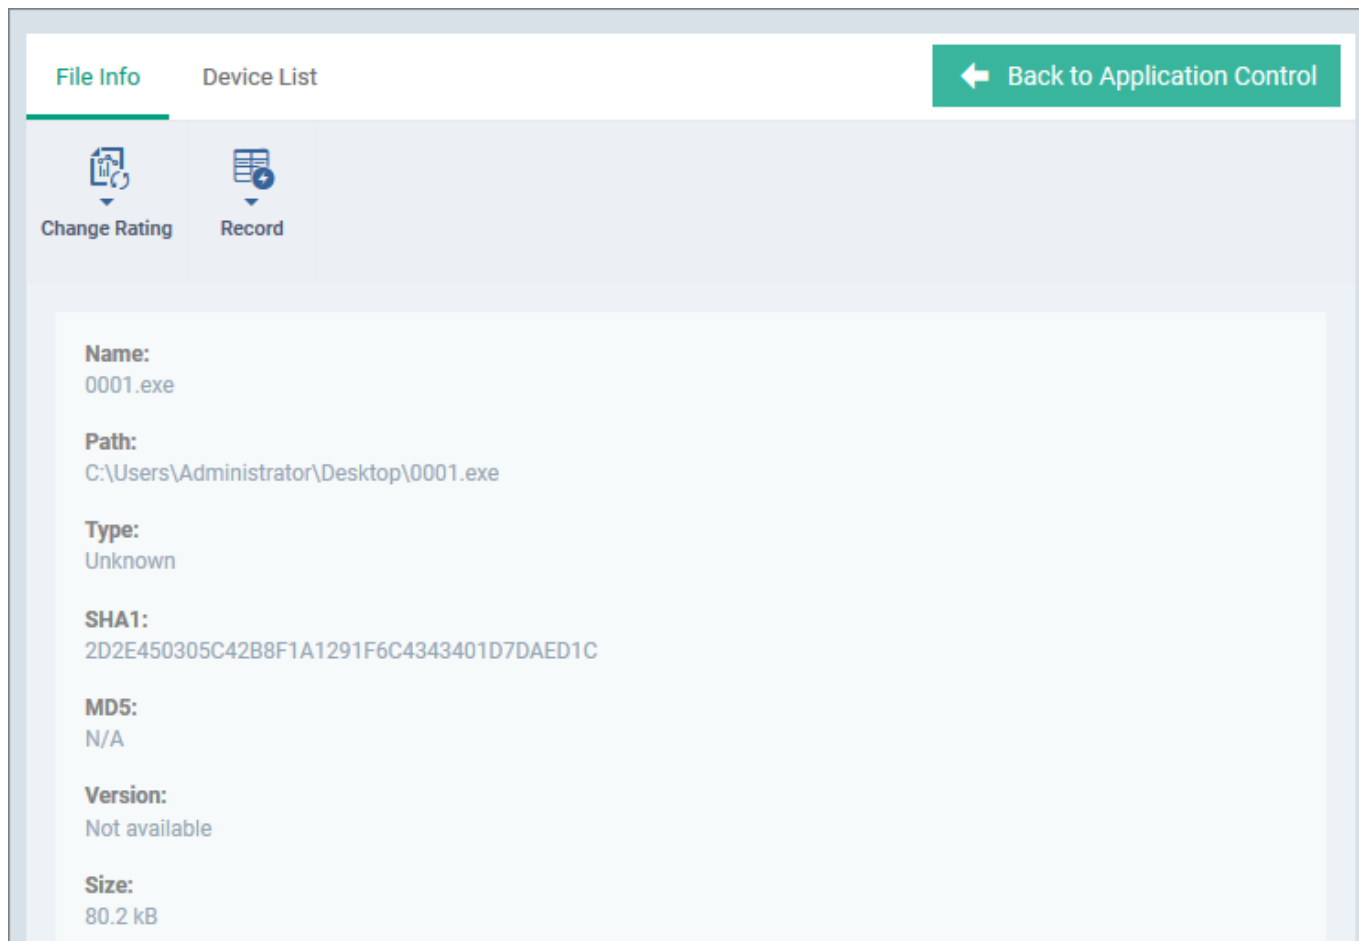 File Info
Device List
Back to Application Control
Change Rating
Record
Name:
0001.exe
Path:
C:\Users\Administrator\Desktop\0001.exe
Type:
Unknown
SHA1:
2D2E450305C42B8F1A1291F6C4343401D7DAED1C
MD5:
N/A
Version:
Not available
Size:
80.2 kB